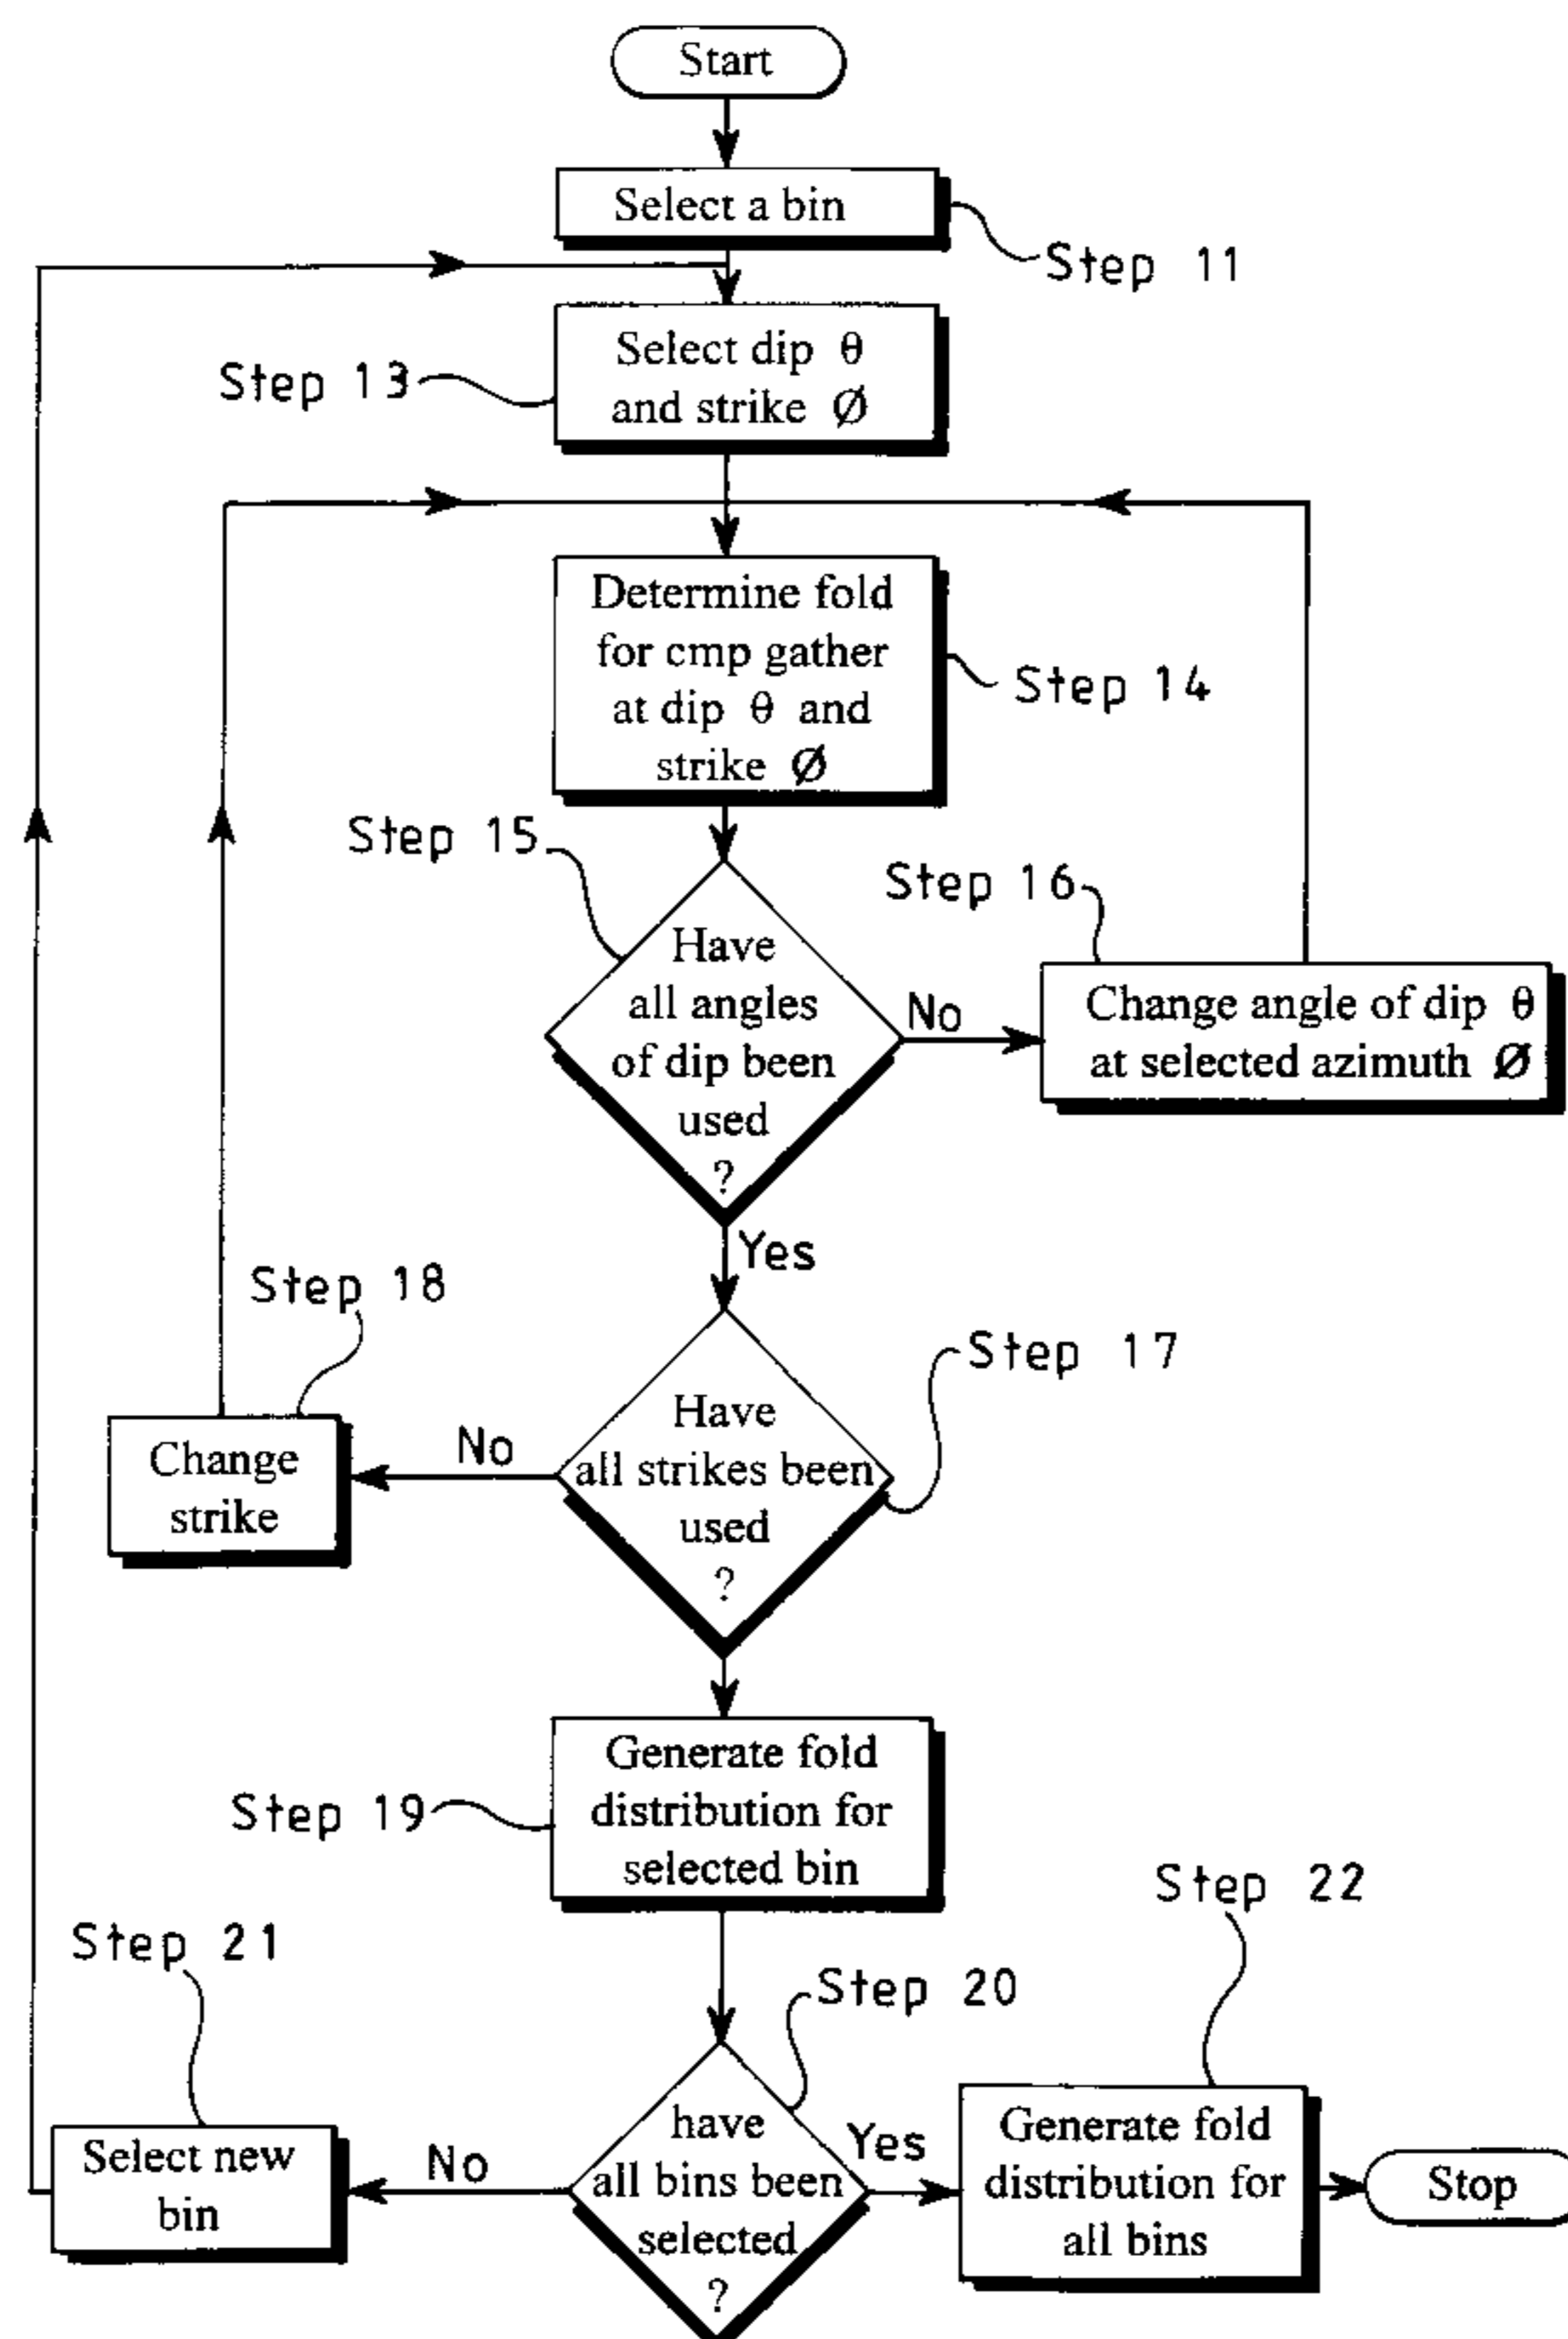 Start
Select a bin
Step 11
Select dip θ
and strike Ø
Step 13
Determine fold
for cmp gather
at dip θ and
strike Ø
Step 14
Step 15
Have
all angles
of dip been
used
?
No
Step 16
Change angle of dip θ
at selected azimuth Ø
Yes
Step 18
Change
strike
No
Step 17
Have
all strikes been
used
?
Generate fold
distribution for
selected bin
Step 19
Step 22
Step 21
Step 20
Select new
bin
No
have
all bins been
selected
?
Yes
Generate fold
distribution for
all bins
Stop